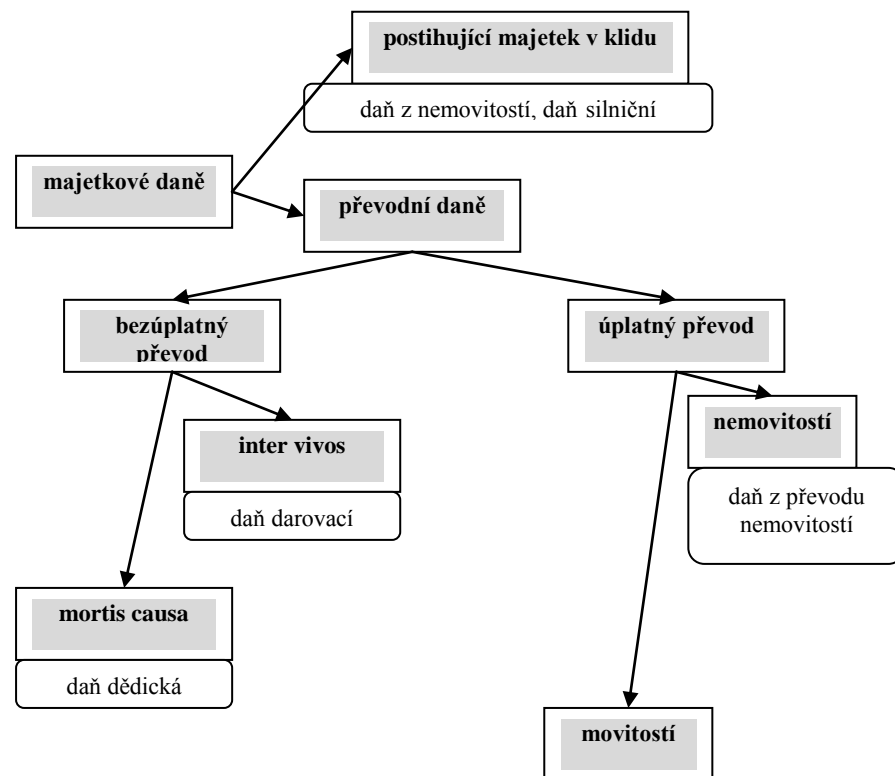 postihující majetek v klidu
daň z nemovitostí, daň silniční
majetkové daně
převodní daně
bezúplatný
převod
úplatný převod
inter vivos
daň darovací
nemovitostí
daň z převodu
nemovitostí
mortis causa
daň dědická
movitostí